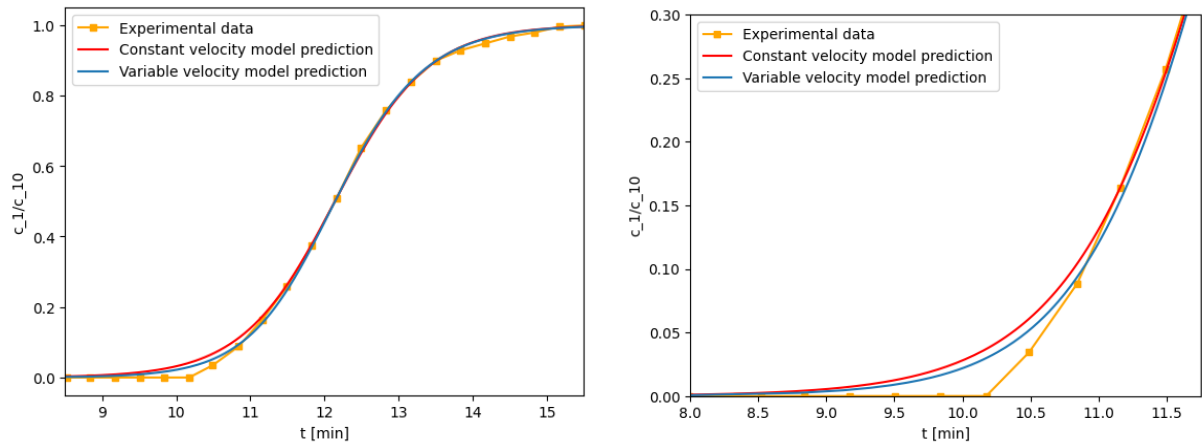 1.0
0.8
0.6
0.4
0.2
0.0
c_1/c_10
Experimental data
Constant velocity model prediction
Variable velocity model prediction
9 10 11 12 13 14 15
t [min]
0.30
0.25
0.20
0.15
0.10
0.05
0.00
c_1/c_10
Experimental data
Constant velocity model prediction
Variable velocity model prediction
8.0 8.5 9.0 9.5 10.0 10.5 11.0 11.5
t [min]